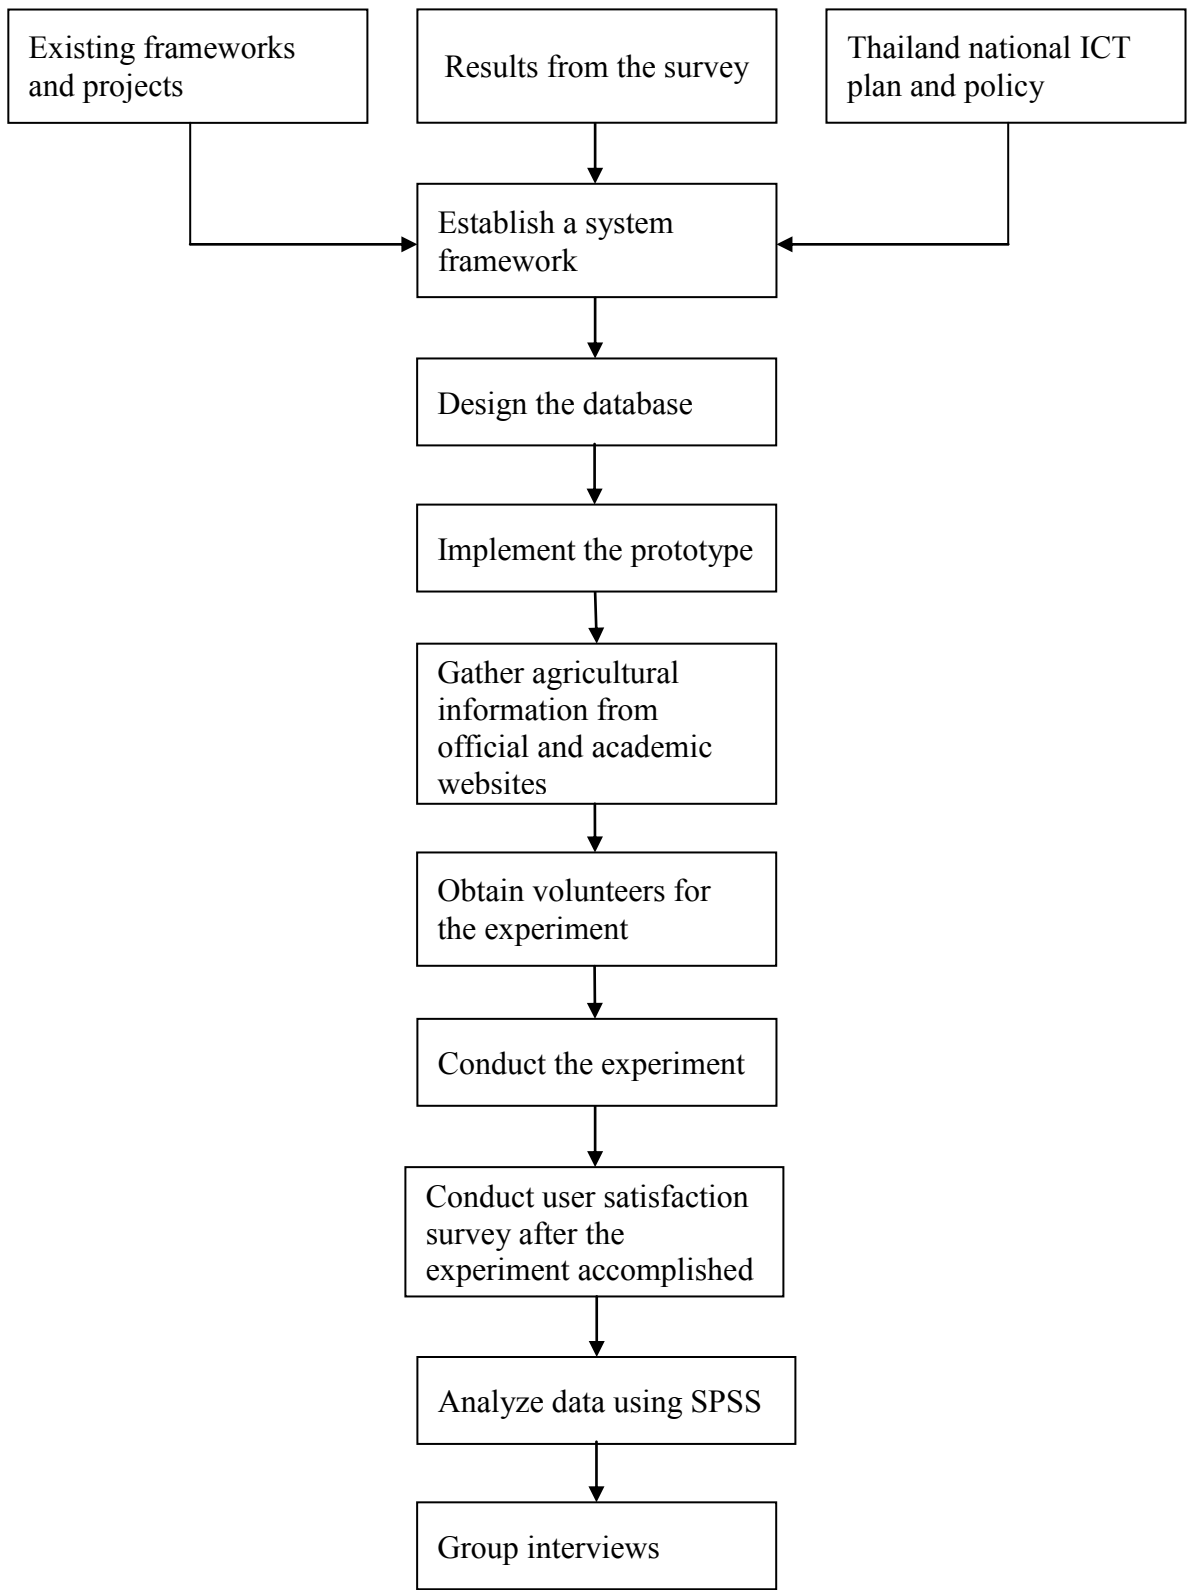 Existing frameworks
and projects
Results from the survey
Thailand national ICT
plan and policy
Establish a system
framework
Design the database
Implement the prototype
Gather agricultural
information from
official and academic
websites
Obtain volunteers for
the experiment
Conduct the experiment
Conduct user satisfaction
survey after the
experiment accomplished
Analyze data using SPSS
Group interviews